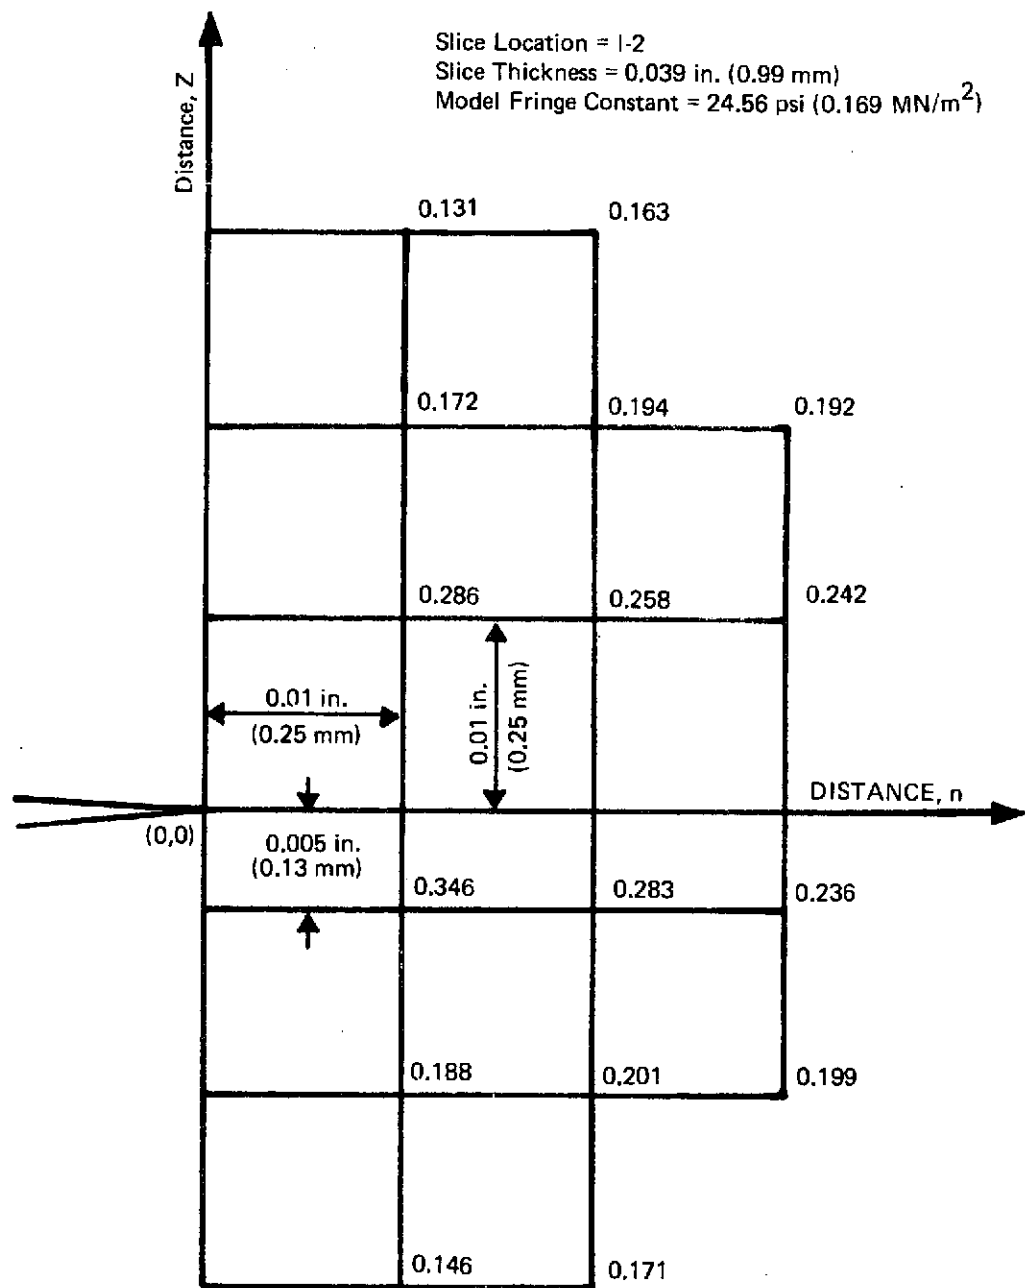 Slice Location = I-2
Slice Thickness = 0.039 in. (0.99 mm)
Model Fringe Constant = 24.56 psi (0.169 MN/m²)
Distance, Z
0.131
0.163
0.172
0.194
0.192
0.286
0.258
0.242
0.01 in.
(0.25 mm)
0.01 in.
(0.25 mm)
DISTANCE, n
(0,0)
0.005 in.
(0.13 mm)
0.346
0.283
0.236
0.188
0.201
0.199
0.146
0.171